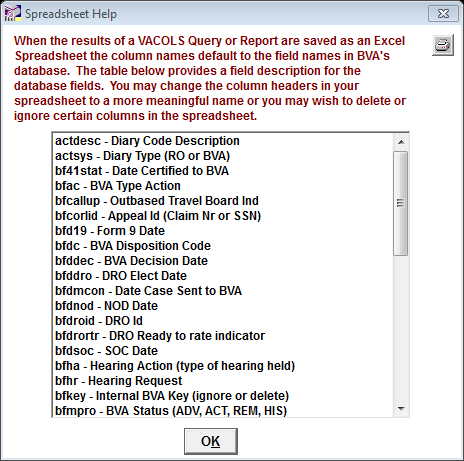 Spreadsheet Help
When the results of a VACOLS Query or Report are saved as an Excel
Spreadsheet the column names default to the field names in BVA's
database. The table below provides a field description for the
database fields. You may change the column headers in your
spreadsheet to a more meaningful name or you may wish to delete or
ignore certain columns in the spreadsheet.
actdesc - Diary Code Description
actsys - Diary Type (RO or BVA)
bf41stat - Date Certified to BVA
bfac - BVA Type Action
bfcallup - Outbased Travel Board Ind
bfcorlid - Appeal Id (Claim Nr or SSN)
bfd19 - Form 9 Date
bfdc - BVA Disposition Code
bfddec - BVA Decision Date
bfddro - DRO Elect Date
bfdmcon - Date Case Sent to BVA
bfdnod - NOD Date
bfdroid - DRO Id
bfdrortr - DRO Ready to rate indicator
bfdsoc - SOC Date
bfha - Hearing Action (type of hearing held)
bfhr - Hearing Request
bfkey - Internal BVA Key (ignore or delete)
bfmpro - BVA Status (ADV, ACT, REM, HIS)
OK